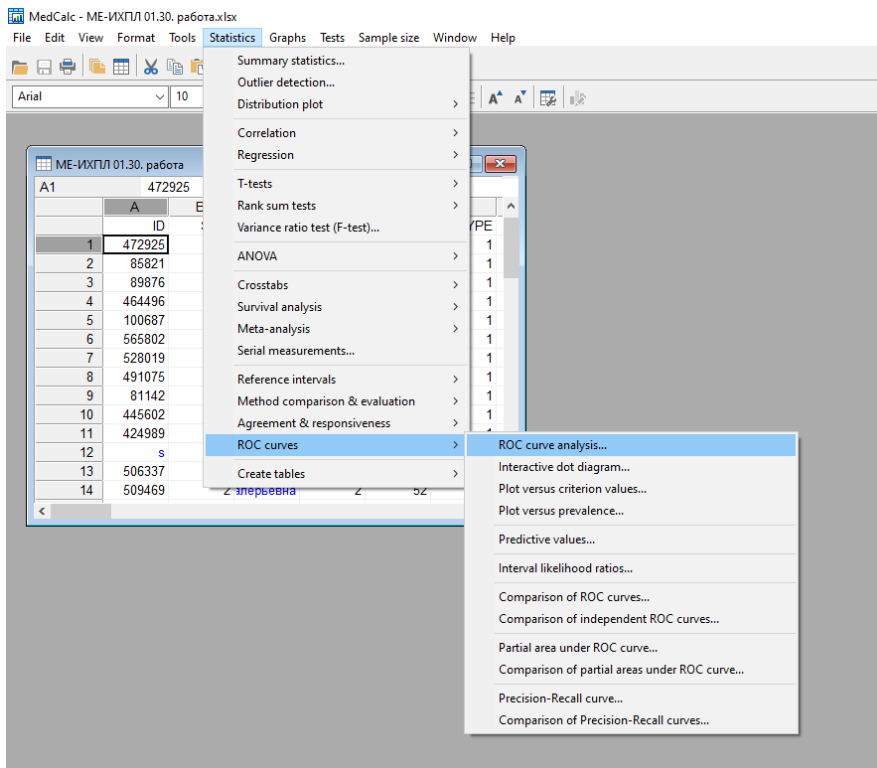 MedCalc - МЕ-ИХПЛ 01.30. работа.xlsx
File Edit View Format Tools Statistics Graphs Tests Sample size Window Help
Arial 10
Summary statistics...
Outlier detection...
Distribution plot
Correlation
Regression
T-tests
Rank sum tests
Variance ratio test (F-test)...
ANOVA
Crosstabs
Survival analysis
Meta-analysis
Serial measurements...
Reference intervals
Method comparison & evaluation
Agreement & responsiveness
ROC curves
Create tables
ROC curve analysis...
Interactive dot diagram...
Plot versus criterion values...
Plot versus prevalence...
Predictive values...
Interval likelihood ratios...
Comparison of ROC curves...
Comparison of independent ROC curves...
Partial area under ROC curve...
Comparison of partial areas under ROC curve...
Precision-Recall curve...
Comparison of Precision-Recall curves...
МЕ-ИХПЛ 01.30. работа
A1 472925
A
ID YPE
1 472925 1
2 85821 1
3 89876 1
4 464496 1
5 100687 1
6 565802 1
7 528019 1
8 491075 1
9 81142 1
10 445602 1
11 424989
12 s
13 506337
14 509469 2 алерьевна 2 52